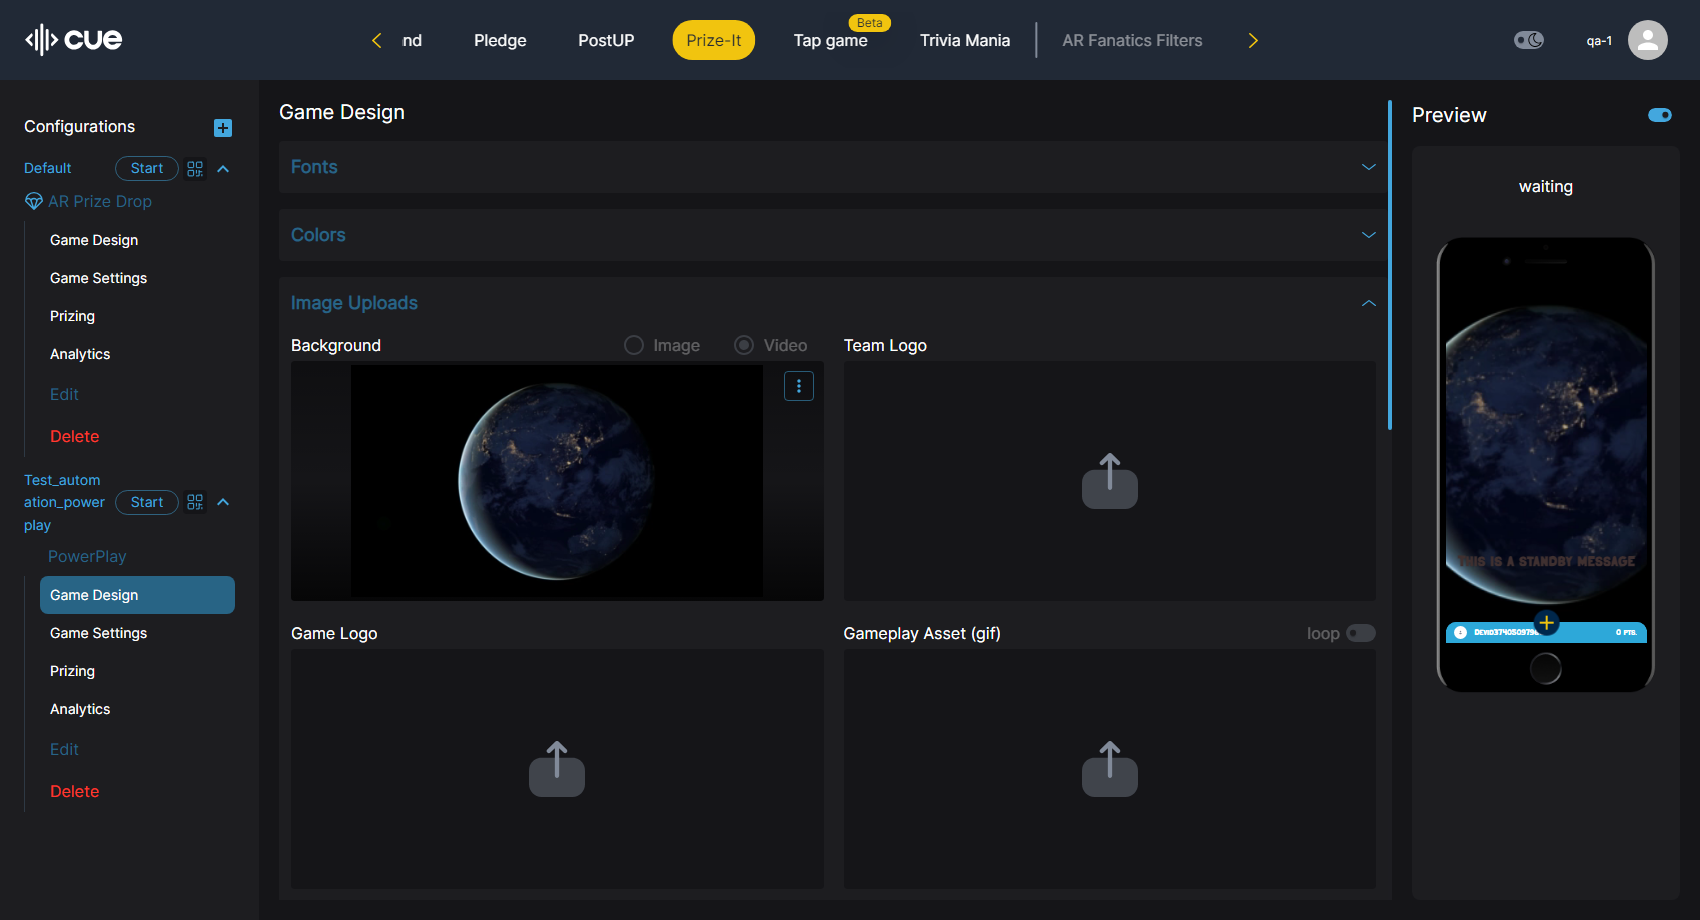 cue
nd
Pledge
PostUP
Prize-It
Beta
Tap game
Trivia Mania
AR Fanatics Filters
qa-1
Configurations
Default
Start
AR Prize Drop
Game Design
Game Settings
Prizing
Analytics
Edit
Delete
Test_autom
ation_power
play
Start
PowerPlay
Game Design
Game Settings
Prizing
Analytics
Edit
Delete
Game Design
Fonts
Colors
Image Uploads
Background
Image
Video
Team Logo
Game Logo
Gameplay Asset (gif)
loop
Preview
waiting
THIS IS A STANDBY MESSAGE
0 PTS.